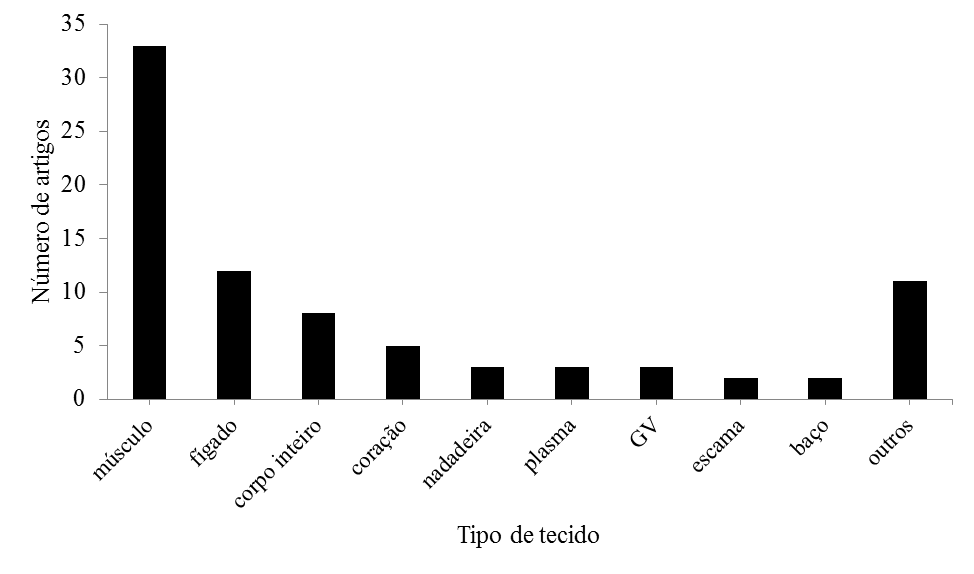 35
30
25
20
15
10
5
0
Número de artigos
músculo
fígado
corpo inteiro
coração
nadadeira
plasma
GV
escama
baço
outros
Tipo de tecido